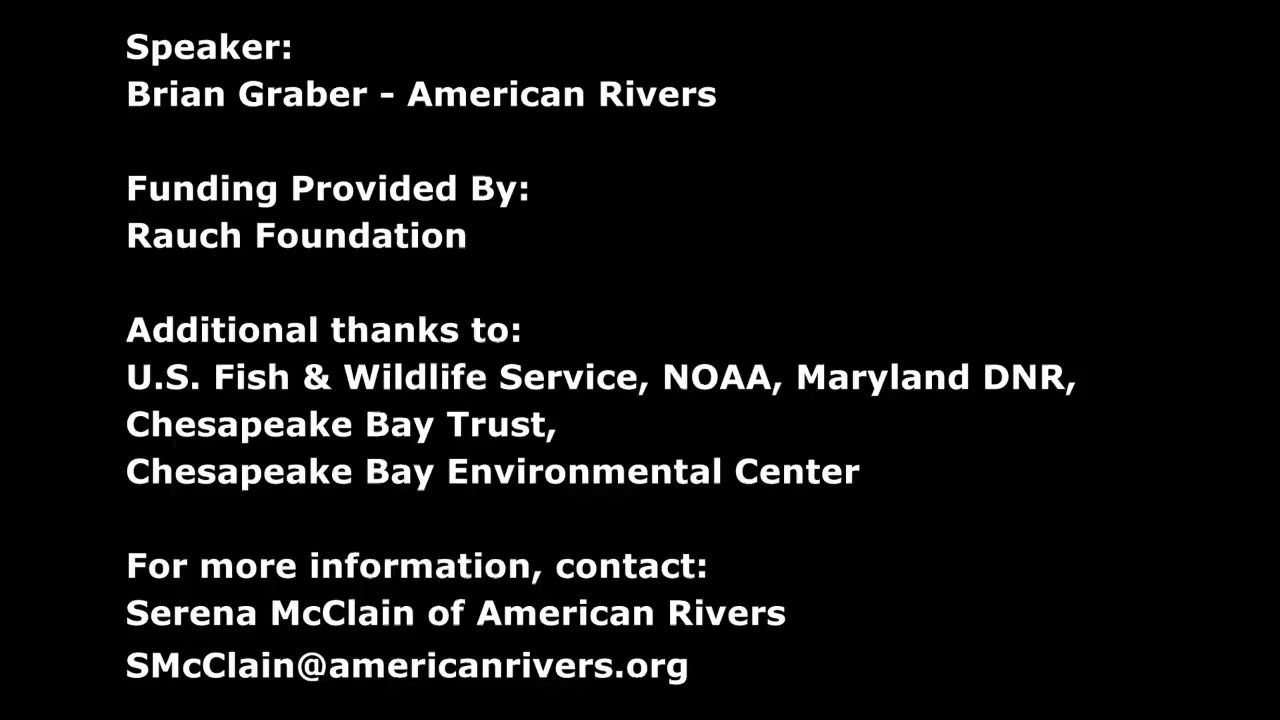 Speaker:
Brian Graber - American Rivers
Funding Provided By:
Rauch Foundation
Additional thanks to:
U.S. Fish & Wildlife Service, NOAA, Maryland DNR,
Chesapeake Bay Trust,
Chesapeake Bay Environmental Center
For more information, contact:
Serena McClain of American Rivers
SMcClain@americanrivers.org